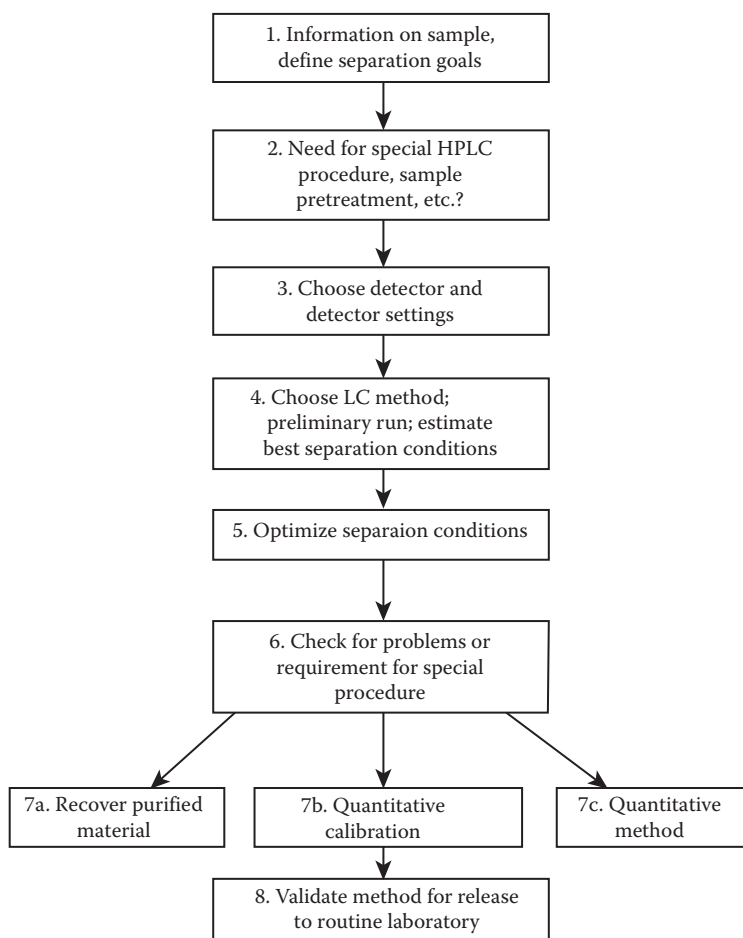 1. Information on sample,
define separation goals
2. Need for special HPLC
procedure, sample
pretreatment, etc.?
3. Choose detector and
detector settings
4. Choose LC method;
preliminary run; estimate
best separation conditions
5. Optimize separaion conditions
6. Check for problems or
requirement for special
procedure
7a. Recover purified
material
7b. Quantitative
calibration
7c. Quantitative
method
8. Validate method for release
to routine laboratory